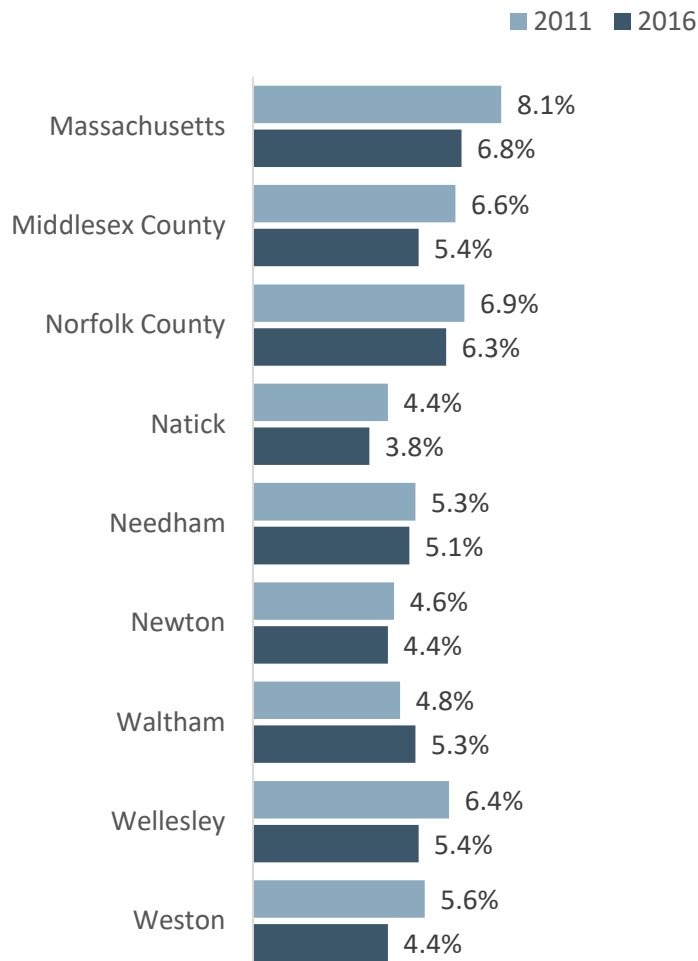 2011 2016
Massachusetts
8.1%
6.8%
Middlesex County
6.6%
5.4%
Norfolk County
6.9%
6.3%
Natick
4.4%
3.8%
Needham
5.3%
5.1%
Newton
4.6%
4.4%
Waltham
4.8%
5.3%
Wellesley
6.4%
5.4%
Weston
5.6%
4.4%